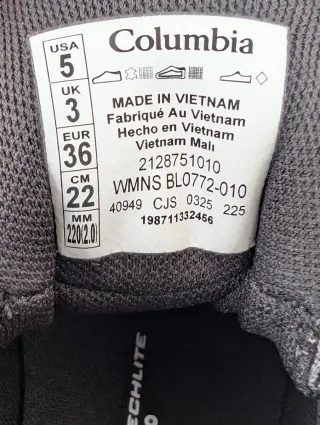 USA
5
UK
3
EUR
36
CM
22
MM
220(2.0)
Columbia
MADE IN VIETNAM
Fabriqué Au Vietnam
Hecho en Vietnam
Vietnam Malı
2128751010
WMNS BL0772-010
40949 CJS 0325 225
198711332456
ECHLITE